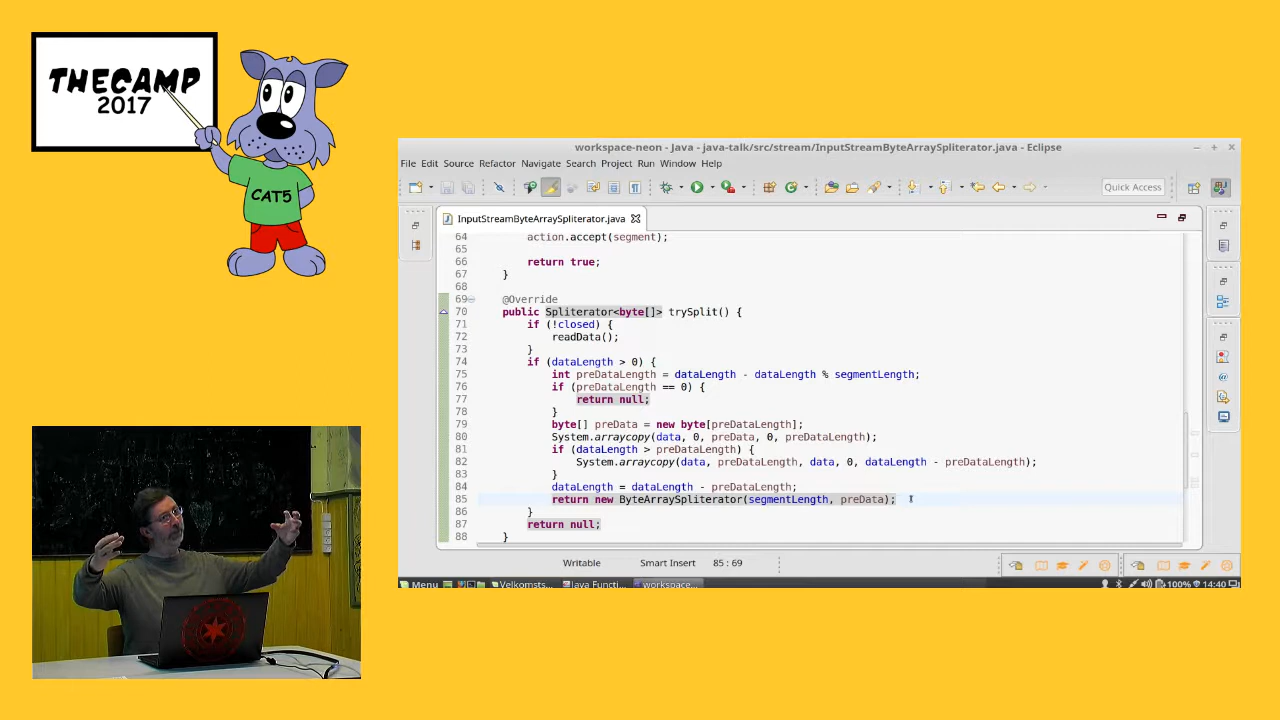 THECAMP
2017
CAT5
workspace-neon - Java - java-talk/src/stream/InputStreamByteArraySpliterator.java - Eclipse
File Edit Source Refactor Navigate Search Project Run Window Help
Quick Access
InputStreamByteArraySpliterator.java
64 action.accept(segment);
65
66 return true;
67 }
68
69 @Override
70 public Spliterator<byte[]> trySplit() {
71 if (!closed) {
72 readData();
73 }
74 if (dataLength > 0) {
75 int preDataLength = dataLength - dataLength % segmentLength;
76 if (preDataLength == 0) {
77 return null;
78 }
79 byte[] preData = new byte[preDataLength];
80 System.arraycopy(data, 0, preData, 0, preDataLength);
81 if (dataLength > preDataLength) {
82 System.arraycopy(data, preDataLength, data, 0, dataLength - preDataLength);
83 }
84 dataLength = dataLength - preDataLength;
85 return new ByteArraySpliterator(segmentLength, preData);
86 }
87 return null;
88 }
Writable Smart Insert 85 : 69
Menu Velkomsts... Java Functi... workspace... 100% 14:40